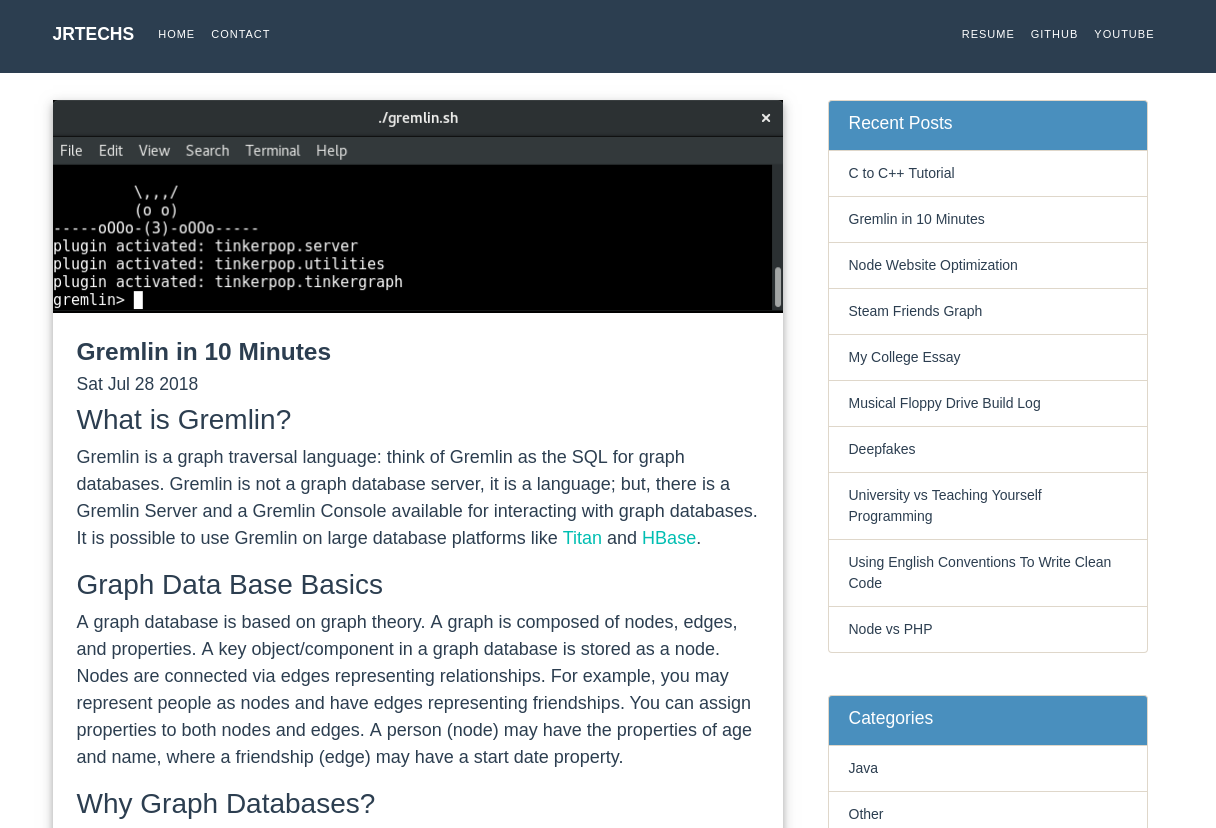 JRTECHS HOME CONTACT RESUME GITHUB YOUTUBE
./gremlin.sh ×
File Edit View Search Terminal Help
\,,,/
(o o)
-----oOOo-(3)-oOOo-----
plugin activated: tinkerpop.server
plugin activated: tinkerpop.utilities
plugin activated: tinkerpop.tinkergraph
gremlin>
Gremlin in 10 Minutes
Sat Jul 28 2018
What is Gremlin?
Gremlin is a graph traversal language: think of Gremlin as the SQL for graph
databases. Gremlin is not a graph database server, it is a language; but, there is a
Gremlin Server and a Gremlin Console available for interacting with graph databases.
It is possible to use Gremlin on large database platforms like Titan and HBase.
Graph Data Base Basics
A graph database is based on graph theory. A graph is composed of nodes, edges,
and properties. A key object/component in a graph database is stored as a node.
Nodes are connected via edges representing relationships. For example, you may
represent people as nodes and have edges representing friendships. You can assign
properties to both nodes and edges. A person (node) may have the properties of age
and name, where a friendship (edge) may have a start date property.
Why Graph Databases?
Recent Posts
C to C++ Tutorial
Gremlin in 10 Minutes
Node Website Optimization
Steam Friends Graph
My College Essay
Musical Floppy Drive Build Log
Deepfakes
University vs Teaching Yourself
Programming
Using English Conventions To Write Clean
Code
Node vs PHP
Categories
Java
Other